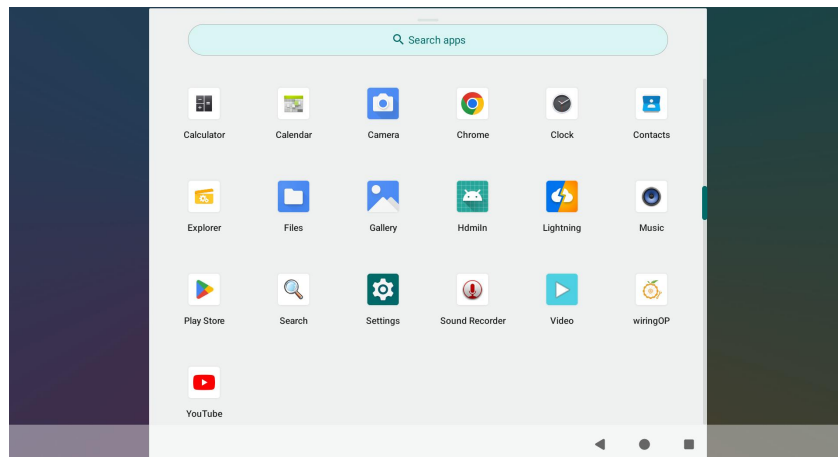 Search apps
Calculator
Calendar
Camera
Chrome
Clock
Contacts
Explorer
Files
Gallery
HdmiIn
Lightning
Music
Play Store
Search
Settings
Sound Recorder
Video
wiringOP
YouTube